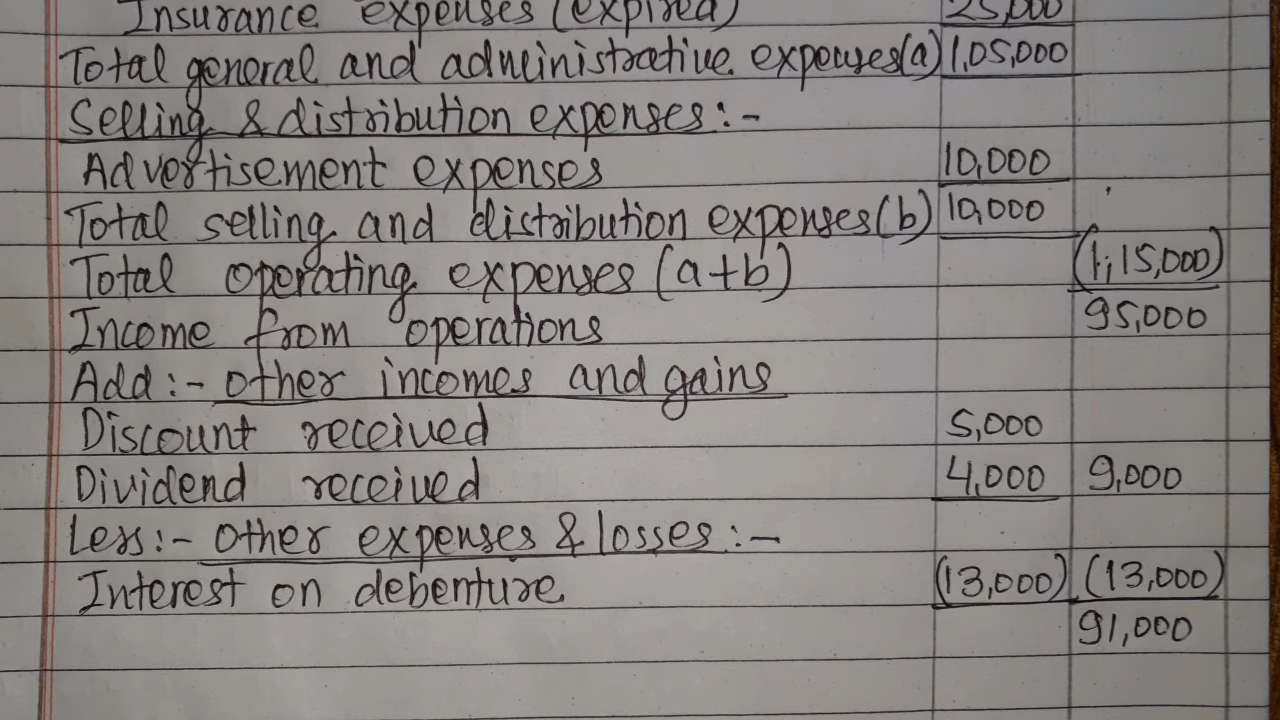 Insurance expenses (expired) 25,000
Total general and administrative expenses(a) 1,05,000
Selling & distribution expenses:-
Advertisement expenses 10,000
Total selling and distribution expenses(b) 10,000
Total operating expenses (a+b) (1,15,000)
Income from operations 95,000
Add:- other incomes and gains
Discount received 5,000
Dividend received 4,000 9,000
Less:- other expenses & losses:-
Interest on debenture (13,000) (13,000)
91,000